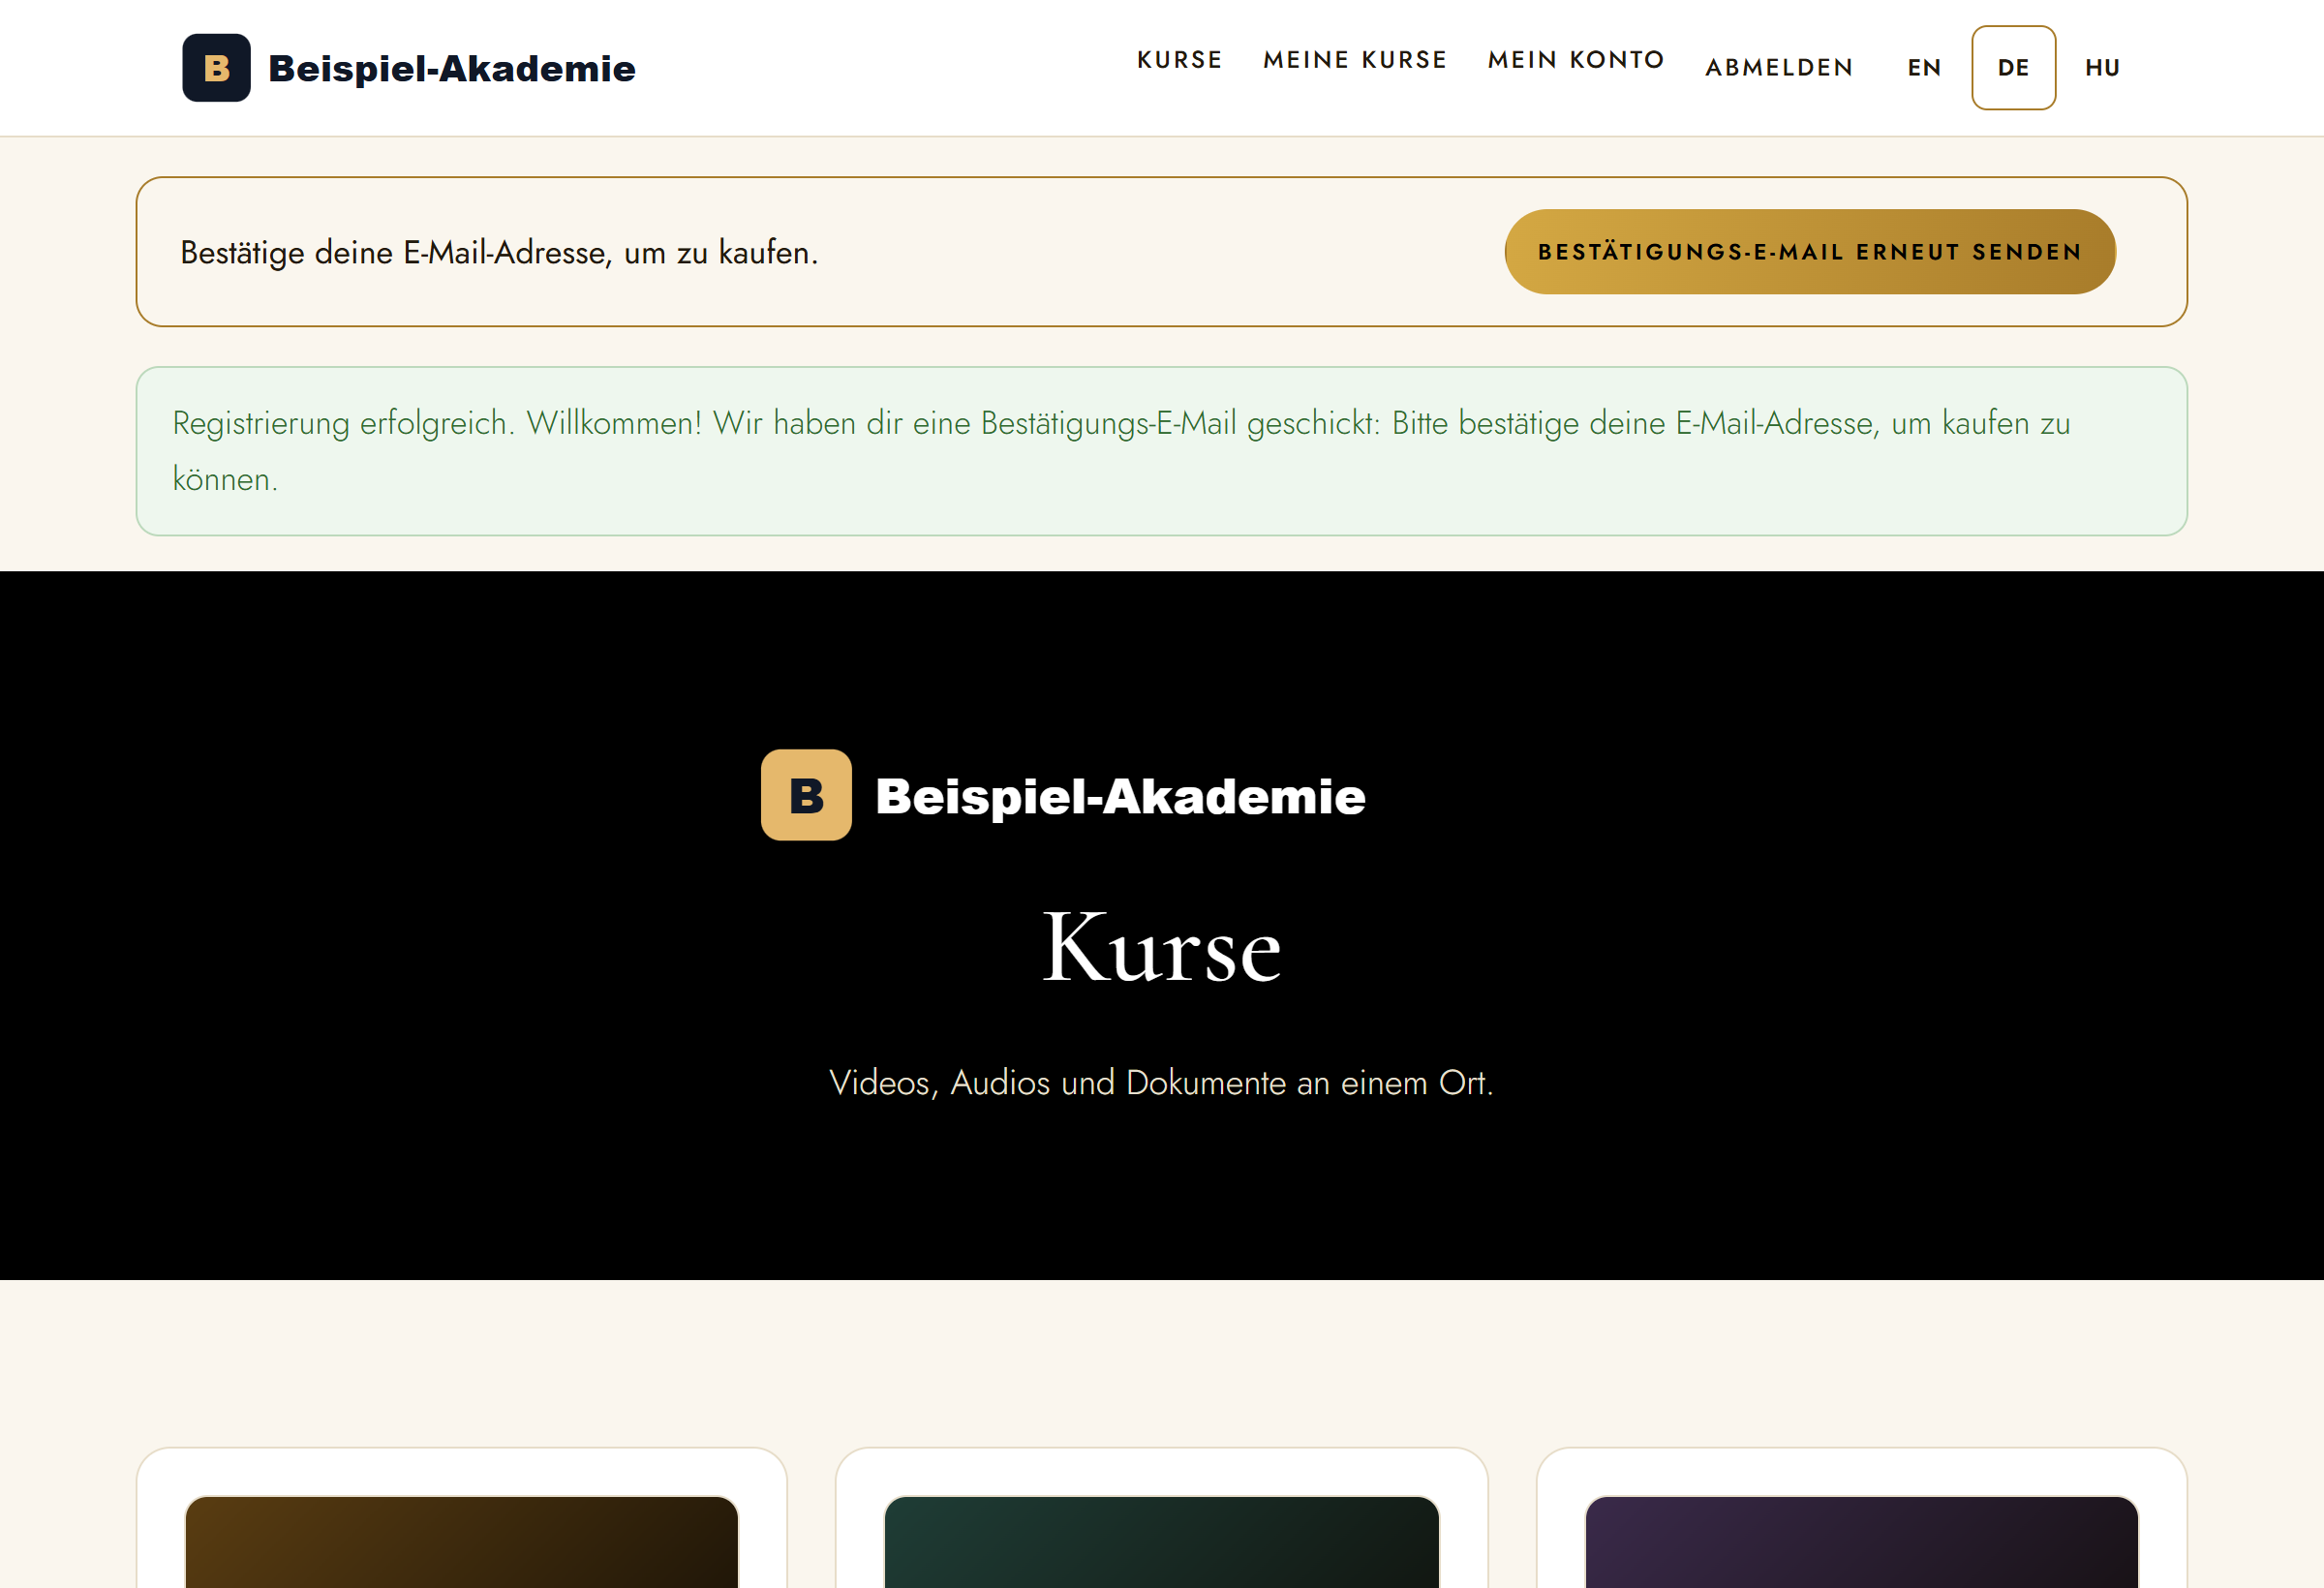 B Beispiel-Akademie
KURSE MEINE KURSE MEIN KONTO ABMELDEN EN DE HU
Bestätige deine E-Mail-Adresse, um zu kaufen.
BESTÄTIGUNGS-E-MAIL ERNEUT SENDEN
Registrierung erfolgreich. Willkommen! Wir haben dir eine Bestätigungs-E-Mail geschickt: Bitte bestätige deine E-Mail-Adresse, um kaufen zu
können.
B Beispiel-Akademie
Kurse
Videos, Audios und Dokumente an einem Ort.